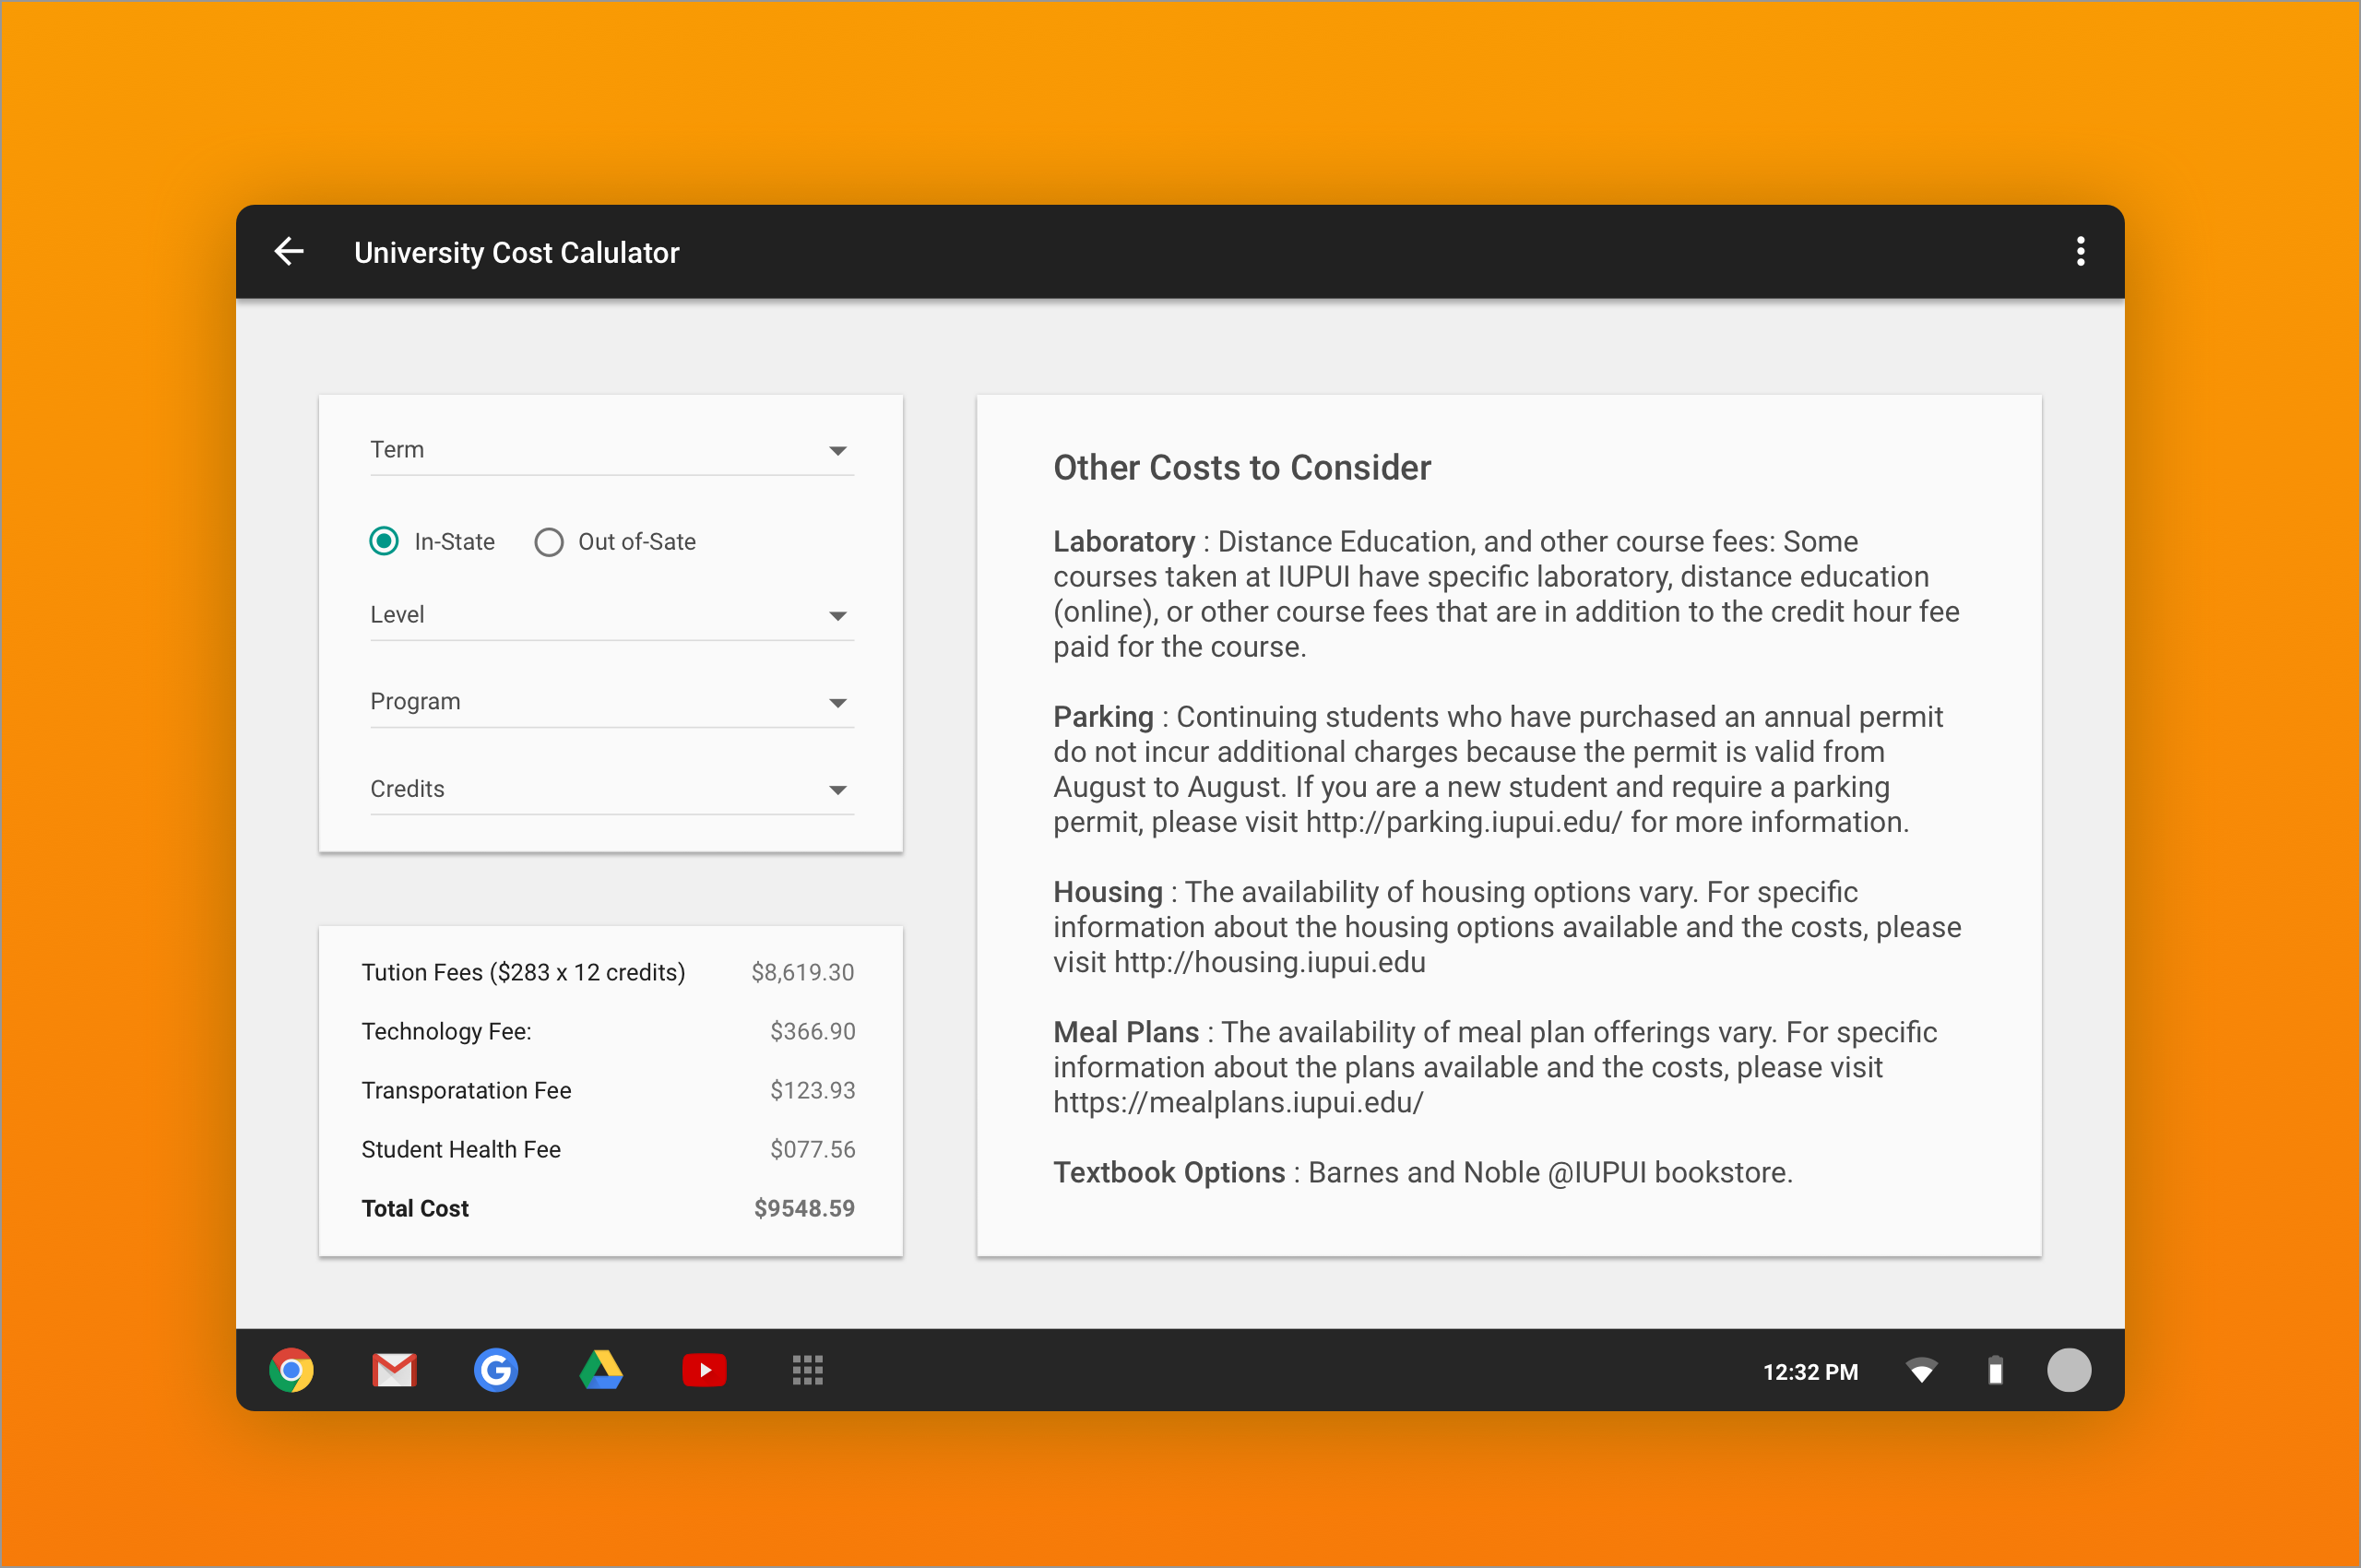 University Cost Calulator
Term
In-State
Out of-Sate
Level
Program
Credits
Tution Fees ($283 x 12 credits) $8,619.30
Technology Fee: $366.90
Transporatation Fee $123.93
Student Health Fee $077.56
Total Cost $9548.59
Other Costs to Consider
Laboratory : Distance Education, and other course fees: Some
courses taken at IUPUI have specific laboratory, distance education
(online), or other course fees that are in addition to the credit hour fee
paid for the course.
Parking : Continuing students who have purchased an annual permit
do not incur additional charges because the permit is valid from
August to August. If you are a new student and require a parking
permit, please visit http://parking.iupui.edu/ for more information.
Housing : The availability of housing options vary. For specific
information about the housing options available and the costs, please
visit http://housing.iupui.edu
Meal Plans : The availability of meal plan offerings vary. For specific
information about the plans available and the costs, please visit
https://mealplans.iupui.edu/
Textbook Options : Barnes and Noble @IUPUI bookstore.
12:32 PM